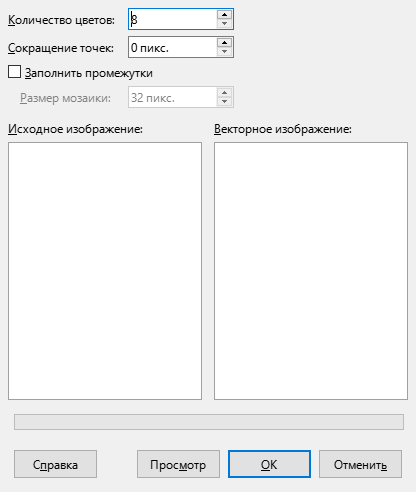 Количество цветов: 8
Сокращение точек: 0 пикс.
Заполнить промежутки
Размер мозаики: 32 пикс.
Исходное изображение: Векторное изображение:
Справка Просмотр OK Отменить